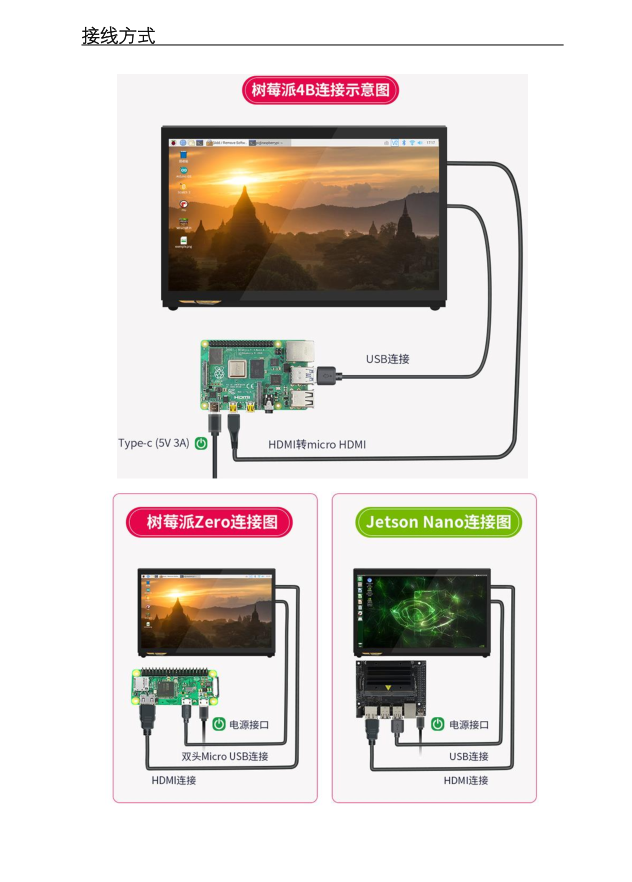 接线方式
树莓派4B连接示意图
USB连接
Type-c (5V 3A)
HDMI转micro HDMI
树莓派Zero连接图
Jetson Nano连接图
电源接口
双头Micro USB连接
HDMI连接
电源接口
USB连接
HDMI连接